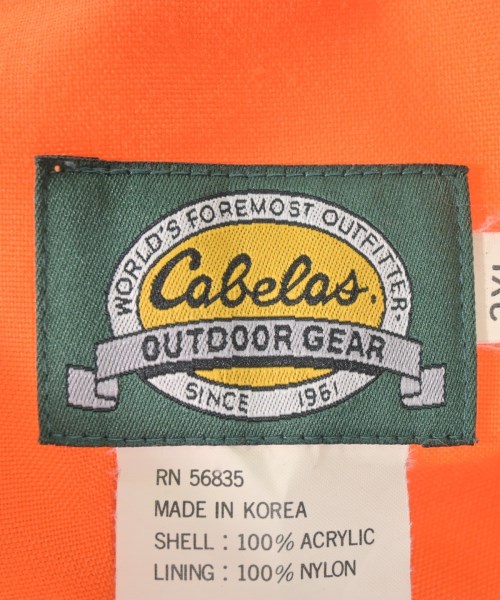 WORLD'S FOREMOST OUTFITTER.
Cabelas.
OUTDOOR GEAR
SINCE 1961
RN 56835
MADE IN KOREA
SHELL : 100% ACRYLIC
LINING : 100% NYLON